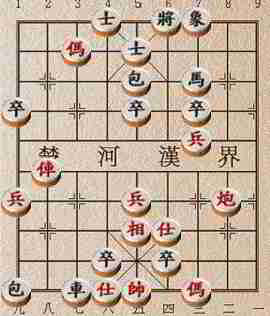 1 2 3 4 5 6 7 8 9
士 將 象
傌 士
包 馬
卒 卒 卒
兵
楚 河 漢 界
俥
兵 兵 炮
相 仕
卒 卒
包 車 仕 帥 傌
九 八 七 六 五 四 三 二 一